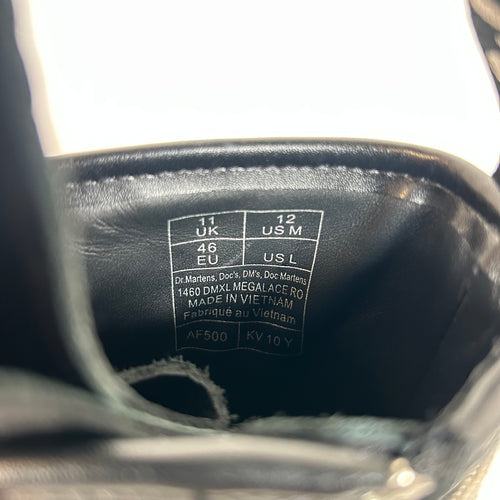 11 12
UK US M
46
EU US L
Dr.Martens, Doc's, DM's, Doc Martens
1460 DMXL MEGALACE RO
MADE IN VIETNAM
Fabriqué au Vietnam
AF500 KV 10 Y